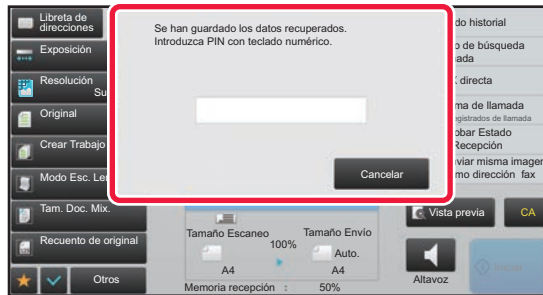 Libreta de
direcciones
Exposición
Resolución
Su
Original
Crear Trabajo
Modo Esc. Le
Tam. Doc. Mix.
Recuento de original
Otros
Se han guardado los datos recuperados.
Introduzca PIN con teclado numérico.
Cancelar
do historial
o de búsqueda
ada
directa
ma de llamada
egistrados de llamada
obar Estado
Recepción
viar misma imagen
mo dirección fax
Vista previa
CA
Tamaño Escaneo
Tamaño Envío
100%
Auto.
A4
A4
Memoria recepción : 50%
Altavoz